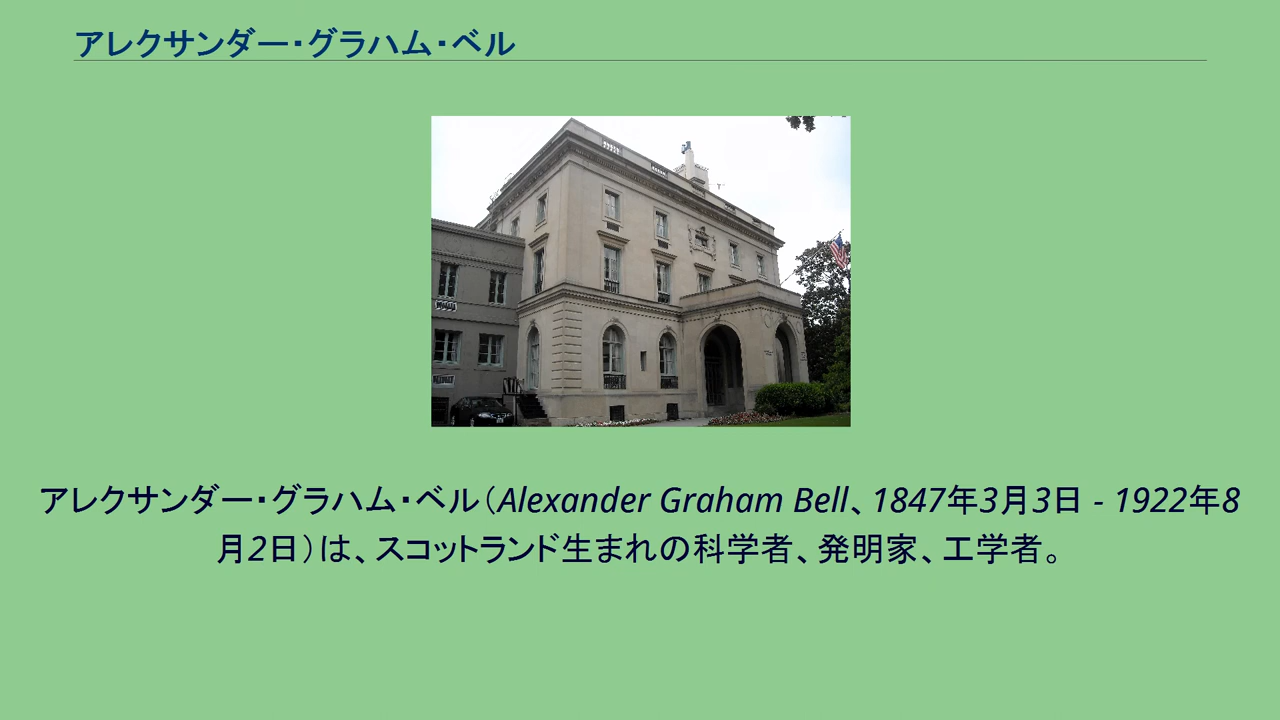 アレクサンダー・グラハム・ベル
アレクサンダー・グラハム・ベル（Alexander Graham Bell、1847年3月3日 - 1922年8
月2日）は、スコットランド生まれの科学者、発明家、工学者。